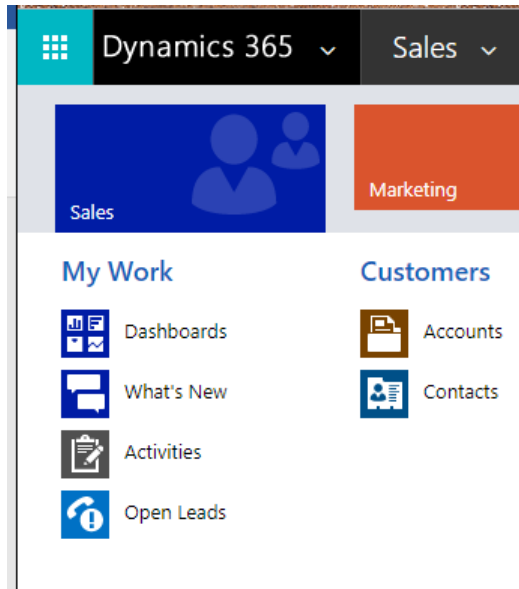 Dynamics 365 Sales
Sales
Marketing
My Work
Dashboards
What's New
Activities
Open Leads
Customers
Accounts
Contacts